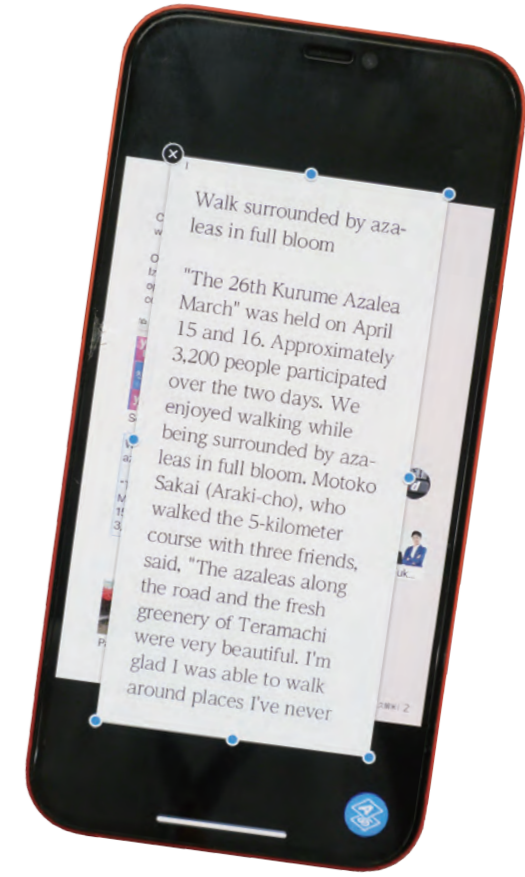 Walk surrounded by aza-
leas in full bloom
"The 26th Kurume Azalea
March" was held on April
15 and 16. Approximately
3,200 people participated
over the two days. We
enjoyed walking while
being surrounded by aza-
leas in full bloom. Motoko
Sakai (Araki-cho), who
walked the 5-kilometer
course with three friends,
said, "The azaleas along
the road and the fresh
greenery of Teramachi
were very beautiful. I'm
glad I was able to walk
around places I've never